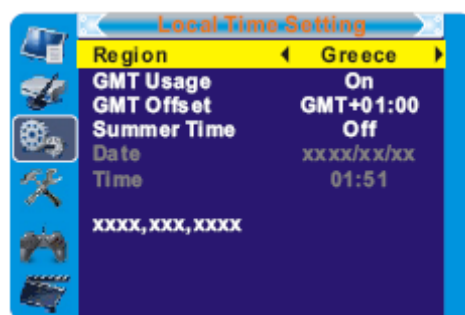 Local Time Setting
Region Greece
GMT Usage On
GMT Offset GMT+01:00
Summer Time Off
Date xxxx/xx/xx
Time 01:51
xxxx,xxx,xxxx